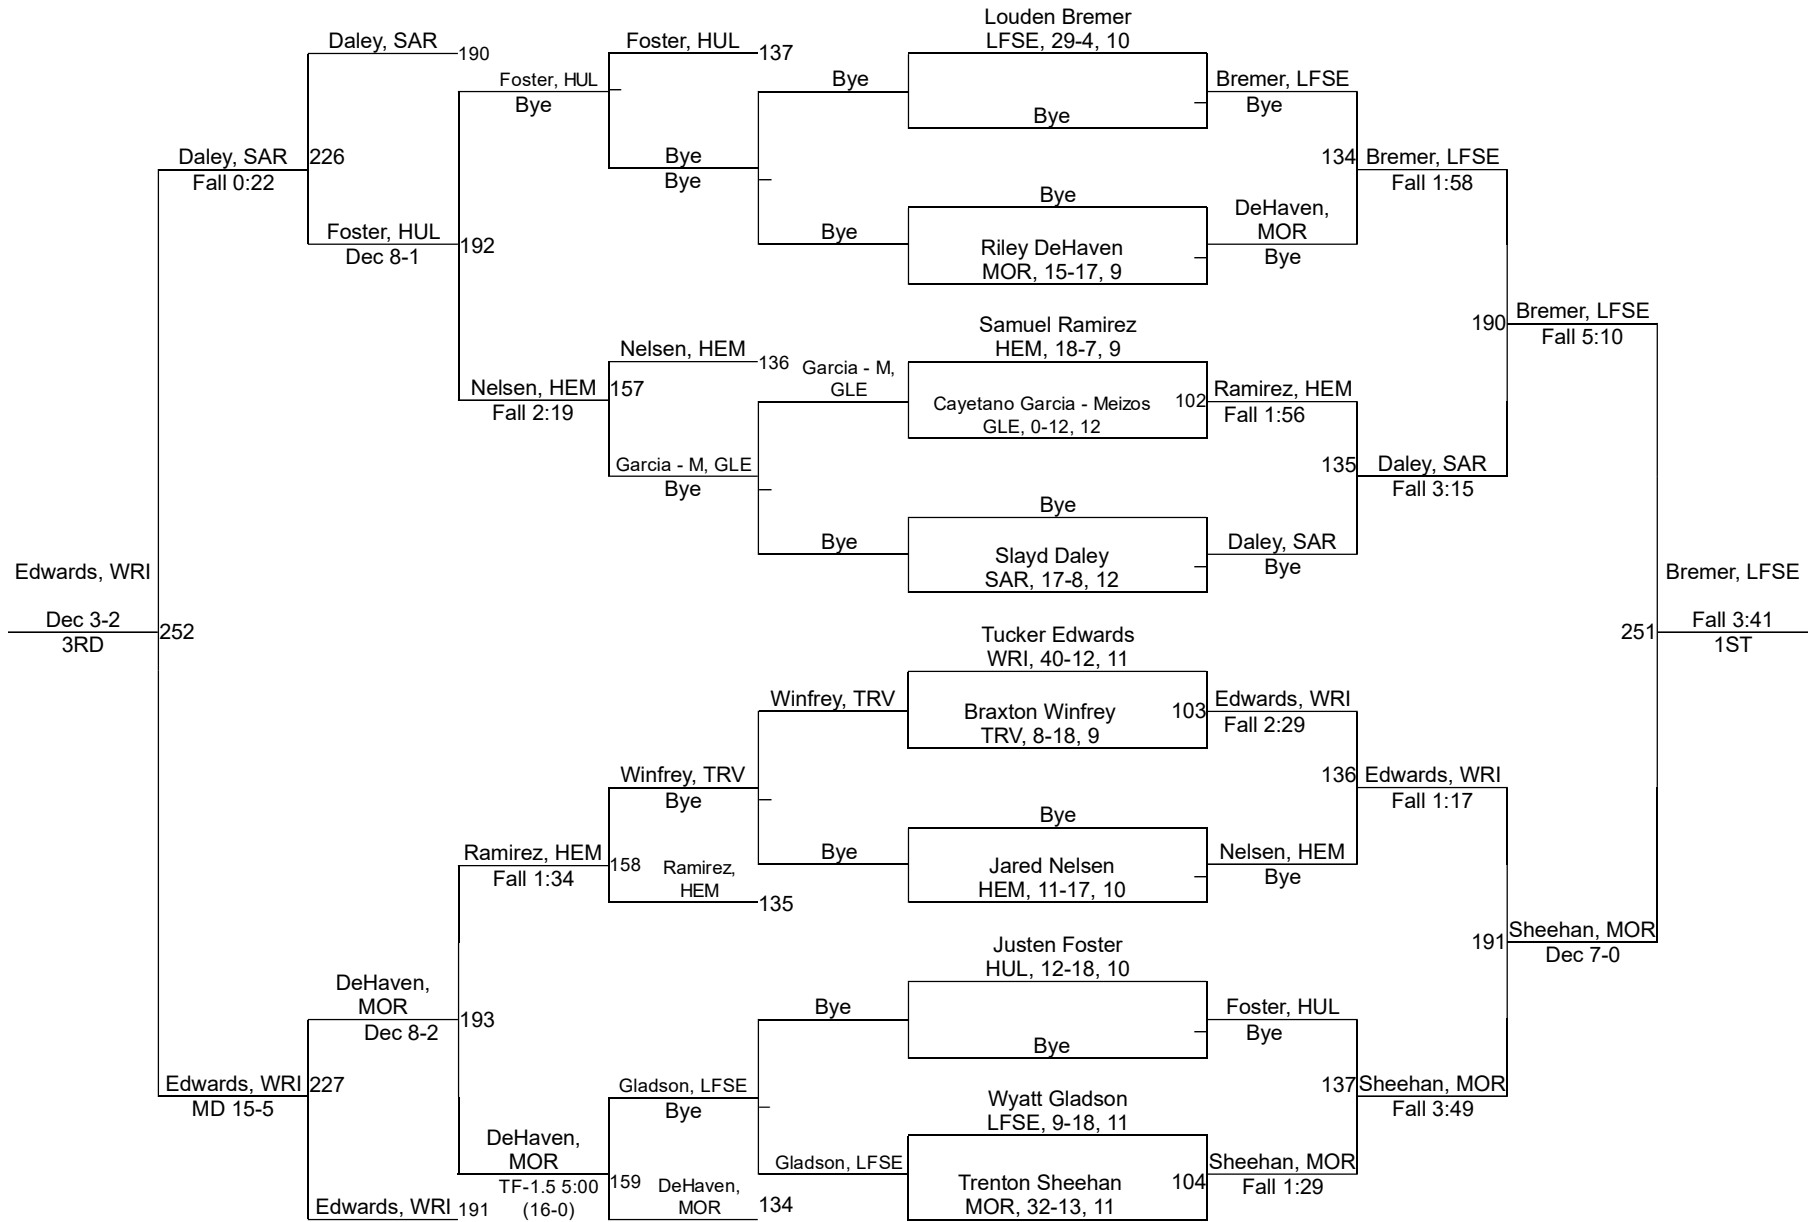 Louden Bremer
LFSE, 29-4, 10
Bye
Bye
Riley DeHaven
MOR, 15-17, 9
Samuel Ramirez
HEM, 18-7, 9
Cayetano Garcia - Meizos
GLE, 0-12, 12
102
Bye
Slayd Daley
SAR, 17-8, 12
Tucker Edwards
WRI, 40-12, 11
Braxton Winfrey
TRV, 8-18, 9
103
Bye
Jared Nelsen
HEM, 11-17, 10
Justen Foster
HUL, 12-18, 10
Bye
Wyatt Gladson
LFSE, 9-18, 11
Trenton Sheehan
MOR, 32-13, 11
104
Bremer, LFSE
Bye
134
DeHaven,
MOR
Bye
Ramirez, HEM
Fall 1:56
135
Daley, SAR
Bye
Edwards, WRI
Fall 2:29
136
Nelsen, HEM
Bye
Foster, HUL
Bye
137
Sheehan, MOR
Fall 1:29
Bremer, LFSE
Fall 1:58
190
Daley, SAR
Fall 3:15
Edwards, WRI
Fall 1:17
191
Sheehan, MOR
Fall 3:49
Bremer, LFSE
Fall 5:10
251
Sheehan, MOR
Dec 7-0
Bremer, LFSE
Fall 3:41
1ST
Bye
Bye
Garcia - M,
GLE
Bye
Winfrey, TRV
Bye
Bye
Gladson, LFSE
Foster, HUL
137
Bye
Bye
Nelsen, HEM
136
157
Garcia - M, GLE
Bye
Winfrey, TRV
Bye
158
Ramirez,
HEM
135
Gladson, LFSE
Bye
159
DeHaven,
MOR
134
Foster, HUL
Bye
192
Nelsen, HEM
Fall 2:19
Ramirez, HEM
Fall 1:34
193
DeHaven,
MOR
TF-1.5 5:00
(16-0)
Daley, SAR
190
226
Foster, HUL
Dec 8-1
DeHaven,
MOR
Dec 8-2
227
Edwards, WRI
191
Daley, SAR
Fall 0:22
252
Edwards, WRI
MD 15-5
Edwards, WRI
Dec 3-2
3RD